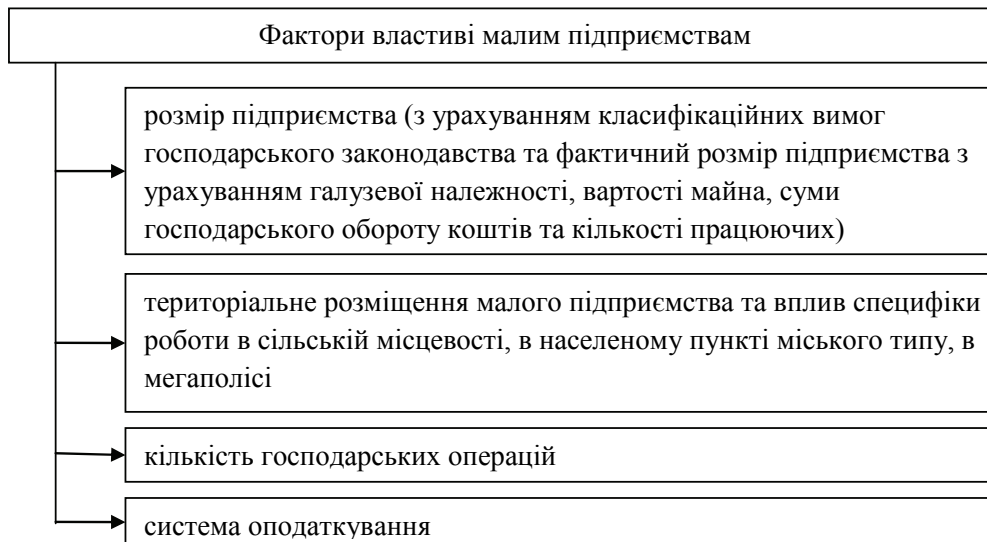 Фактори властиві малим підприємствам
розмір підприємства (з урахуванням класифікаційних вимог
господарського законодавства та фактичний розмір підприємства з
урахуванням галузевої належності, вартості майна, суми
господарського обороту коштів та кількості працюючих)
територіальне розміщення малого підприємства та вплив специфіки
роботи в сільській місцевості, в населеному пункті міського типу, в
мегаполісі
кількість господарських операцій
система оподаткування